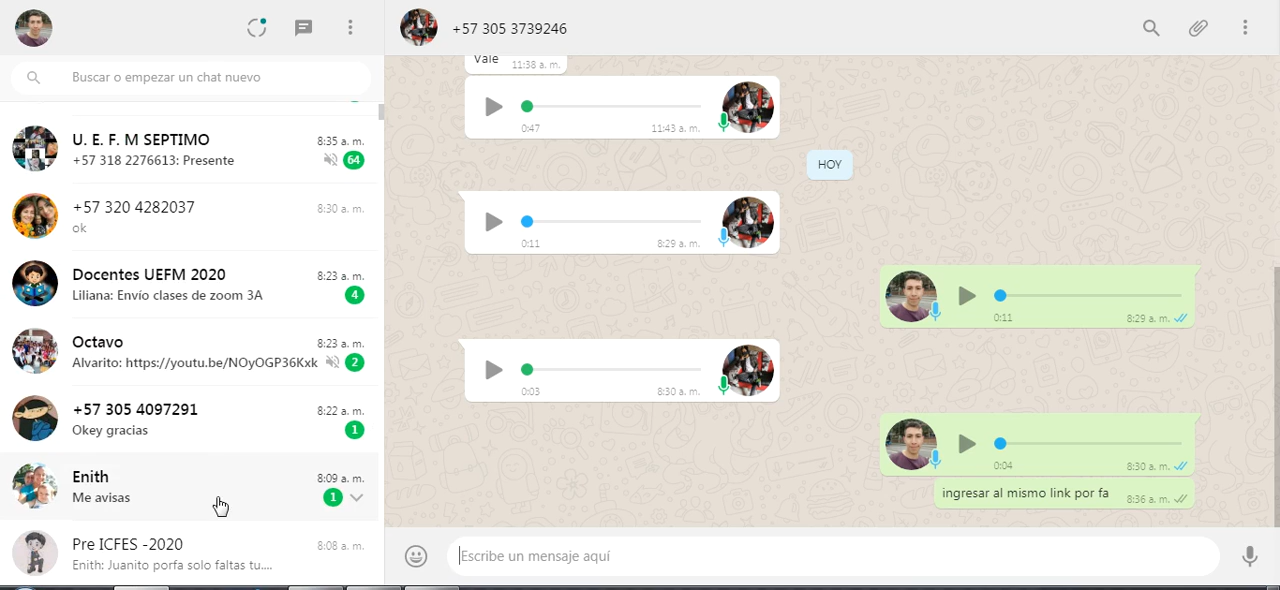 Buscar o empezar un chat nuevo
U. E. F. M SEPTIMO
8:35 a. m.
+57 318 2276613: Presente
64
+57 320 4282037
8:30 a. m.
ok
Docentes UEFM 2020
8:23 a. m.
Liliana: Envío clases de zoom 3A
4
Octavo
8:23 a. m.
Alvarito: https://youtu.be/NOyOGP36Kxk
2
+57 305 4097291
8:22 a. m.
Okey gracias
1
Enith
8:09 a. m.
Me avisas
1
Pre ICFES -2020
8:08 a. m.
Enith: Juanito porfa solo faltas tu....
+57 305 3739246
Vale
11:38 a. m.
0:47
11:43 a. m.
HOY
0:11
8:29 a. m.
0:11
8:29 a. m.
0:03
8:30 a. m.
0:04
8:30 a. m.
ingresar al mismo link por fa
8:36 a. m.
Escribe un mensaje aquí